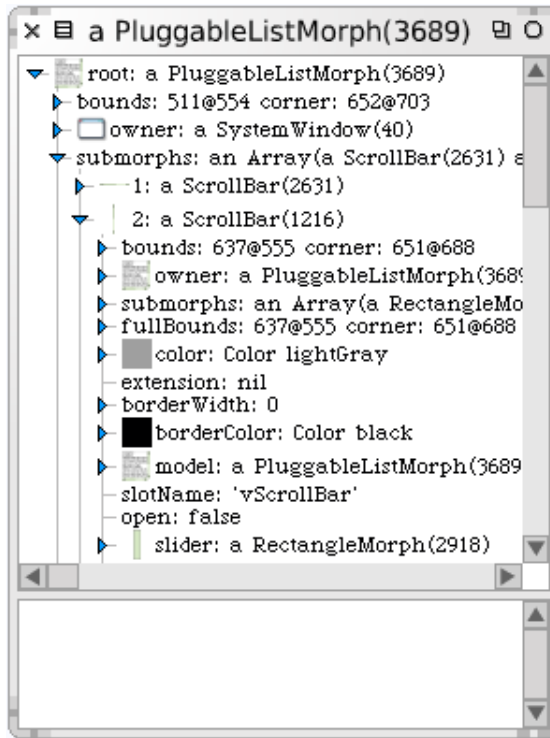 a PluggableListMorph(3689)
root: a PluggableListMorph(3689)
bounds: 511@554 corner: 652@703
owner: a SystemWindow(40)
submorphs: an Array(a ScrollBar(2631) a
1: a ScrollBar(2631)
2: a ScrollBar(1216)
bounds: 637@555 corner: 651@688
owner: a PluggableListMorph(3689
submorphs: an Array(a RectangleMo
fullBounds: 637@555 corner: 651@688
color: Color lightGray
extension: nil
borderWidth: 0
borderColor: Color black
model: a PluggableListMorph(3689
slotName: 'vScrollBar'
open: false
slider: a RectangleMorph(2918)